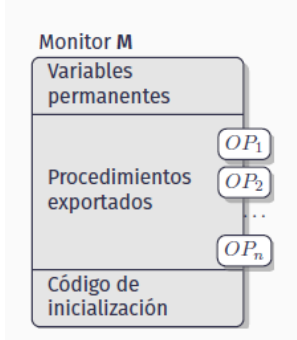 Monitor M
Variables
permanentes
OP₁
Procedimientos
exportados
OP₂
...
OPₙ
Código de
inicialización